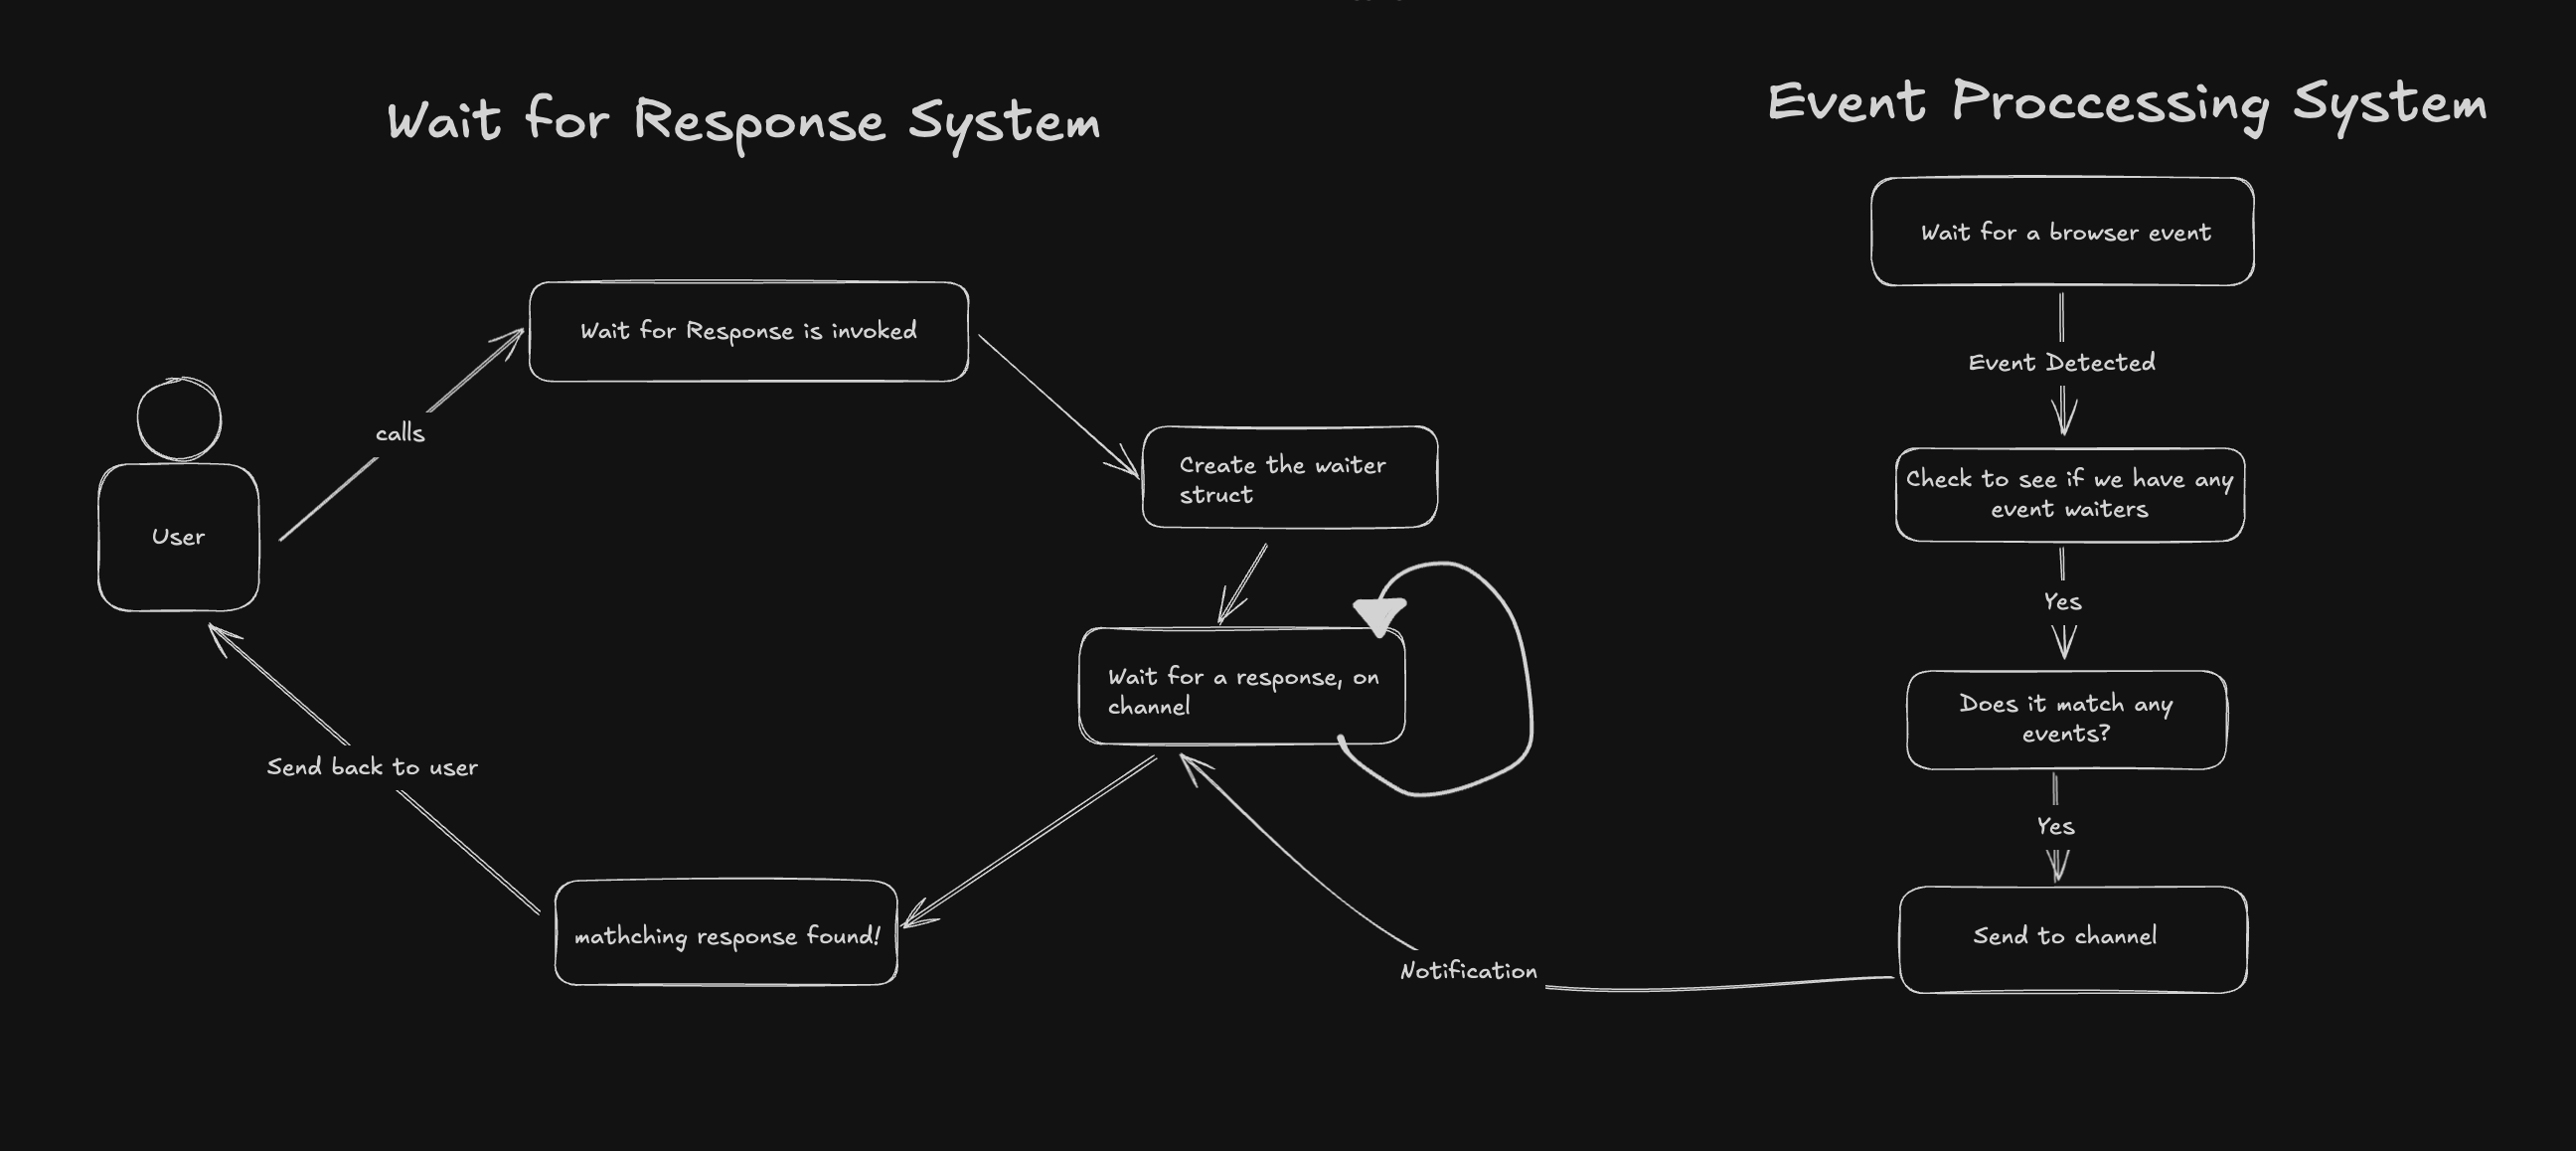 Wait for Response System
Event Proccessing System
Wait for a browser event
Wait for Response is invoked
Event Detected
calls
Create the waiter
struct
Check to see if we have any
event waiters
User
Yes
Wait for a response, on
channel
Does it match any
events?
Send back to user
Yes
mathching response found!
Send to channel
Notification